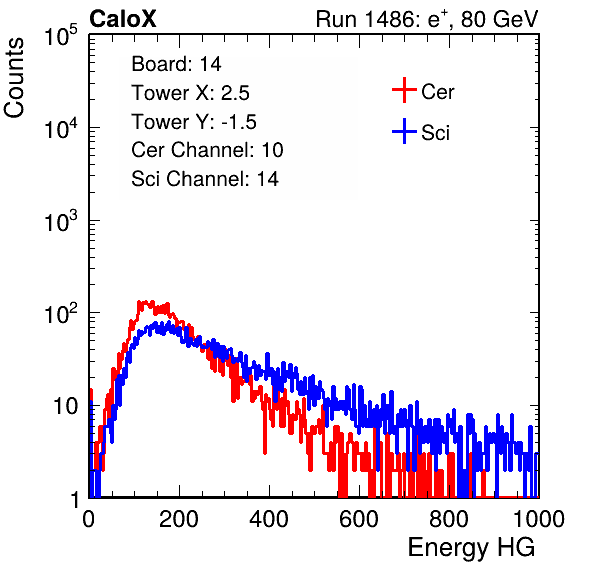 CaloX Run 1486: e⁺, 80 GeV
Counts
Board: 14
Tower X: 2.5
Tower Y: -1.5
Cer Channel: 10
Sci Channel: 14
Cer
Sci
10⁵
10⁴
10³
10²
10
1
0 200 400 600 800 1000
Energy HG